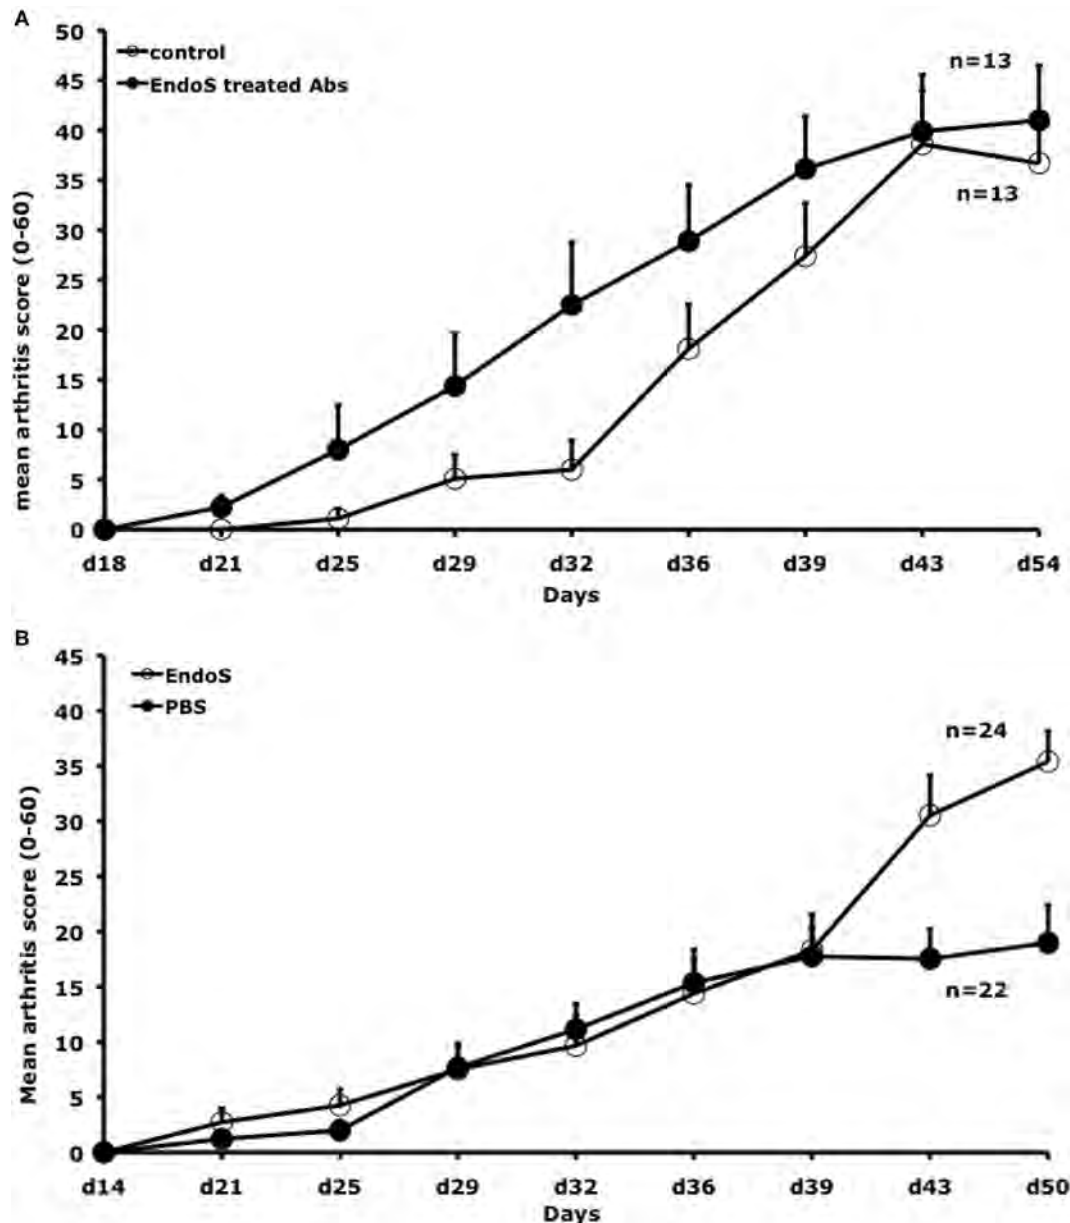 A
50
control
EndoS treated Abs
n=13
45
40
35
n=13
30
25
20
15
10
5
0
mean arthritis score (0-60)
d18 d21 d25 d29 d32 d36 d39 d43 d54
Days
B
45
EndoS
PBS
40
n=24
35
30
25
20
15
n=22
10
5
0
Mean arthritis score (0-60)
d14 d21 d25 d29 d32 d36 d39 d43 d50
Days